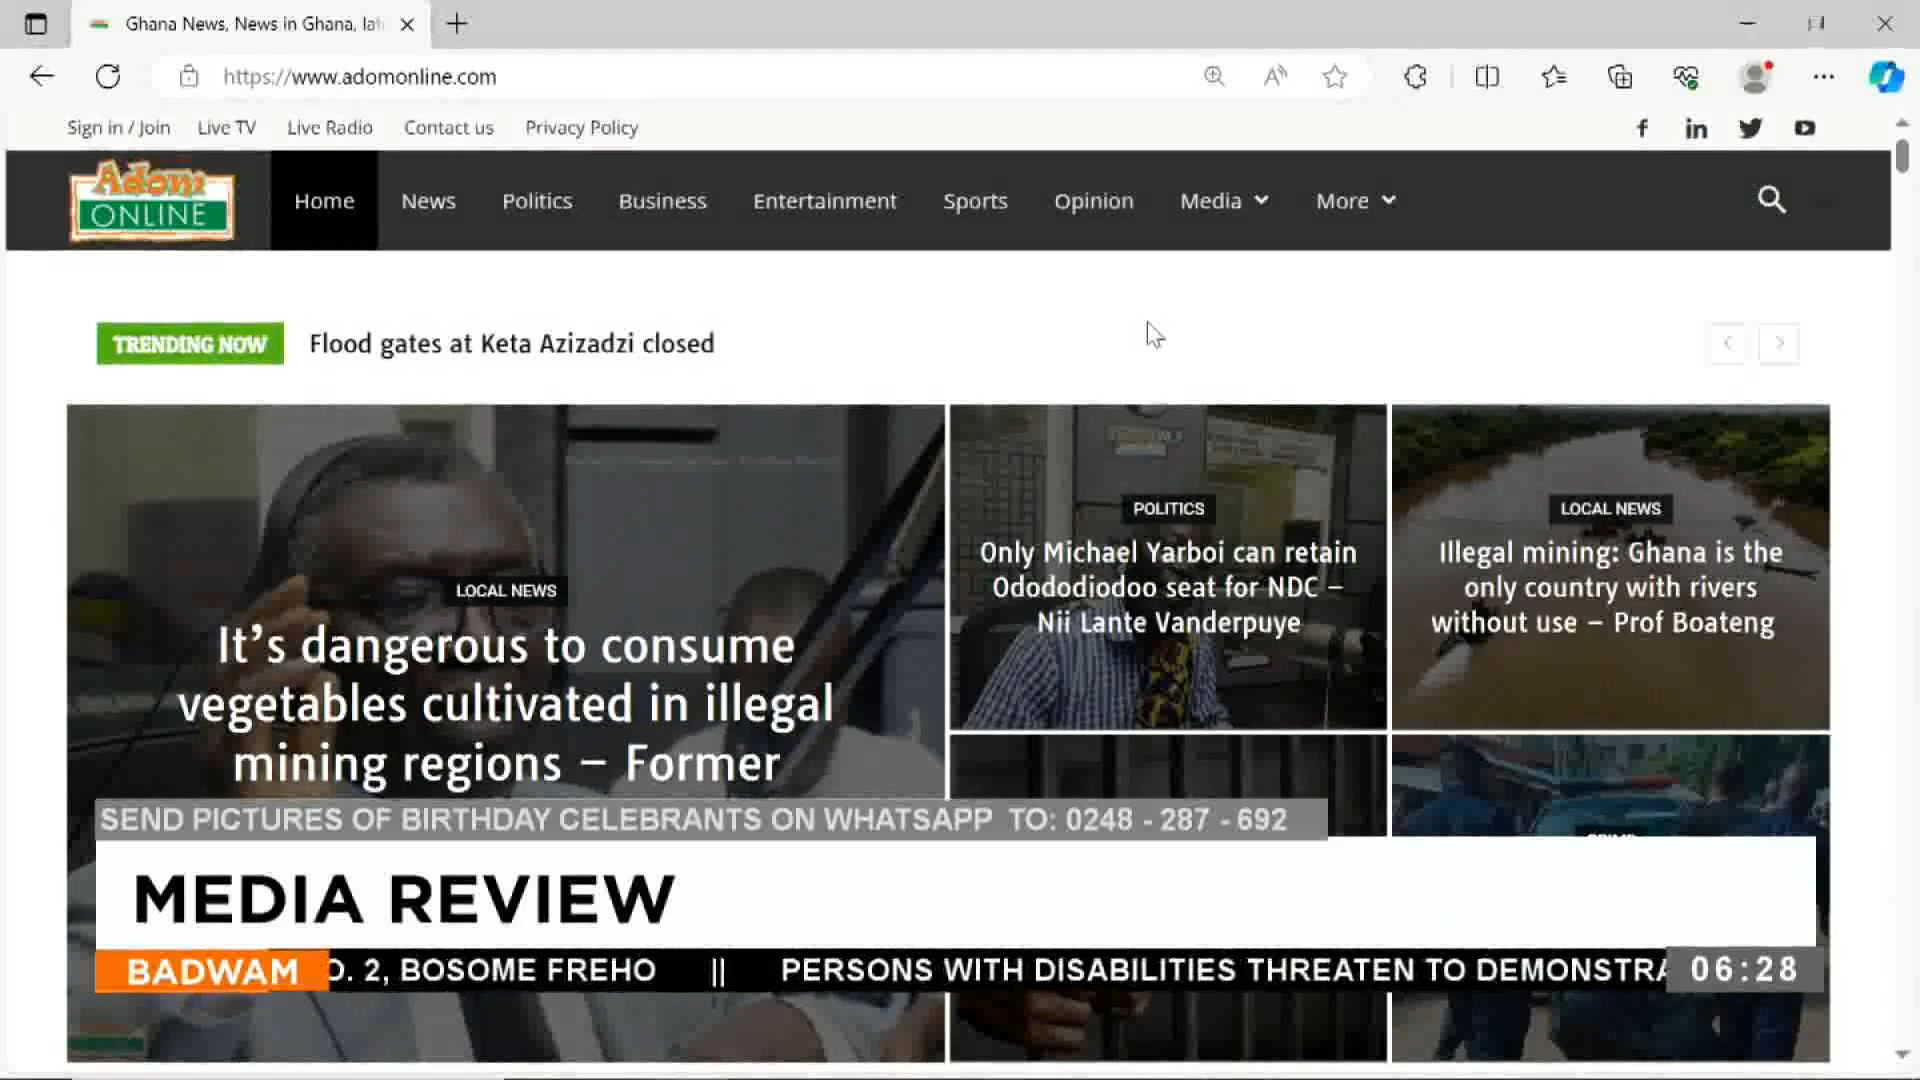 Ghana News, News in Ghana, lat
https://www.adomonline.com
Sign in / Join Live TV Live Radio Contact us Privacy Policy
Adom
ONLINE
Home News Politics Business Entertainment Sports Opinion Media More
TRENDING NOW Flood gates at Keta Azizadzi closed
LOCAL NEWS
It's dangerous to consume
vegetables cultivated in illegal
mining regions – Former
POLITICS
Only Michael Yarboi can retain
Odododiodoo seat for NDC –
Nii Lante Vanderpuye
LOCAL NEWS
Illegal mining: Ghana is the
only country with rivers
without use – Prof Boateng
SEND PICTURES OF BIRTHDAY CELEBRANTS ON WHATSAPP TO: 0248 - 287 - 692
MEDIA REVIEW
BADWAM O. 2, BOSOME FREHO || PERSONS WITH DISABILITIES THREATEN TO DEMONSTRA 06:28